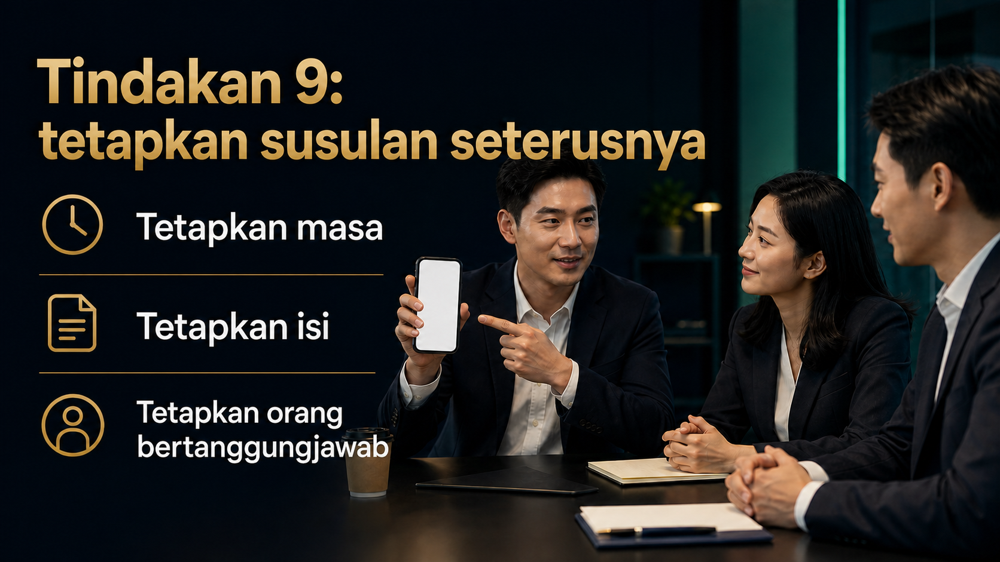 Tindakan 9:
tetapkan susulan seterusnya
Tetapkan masa
Tetapkan isi
Tetapkan orang
bertanggungjawab